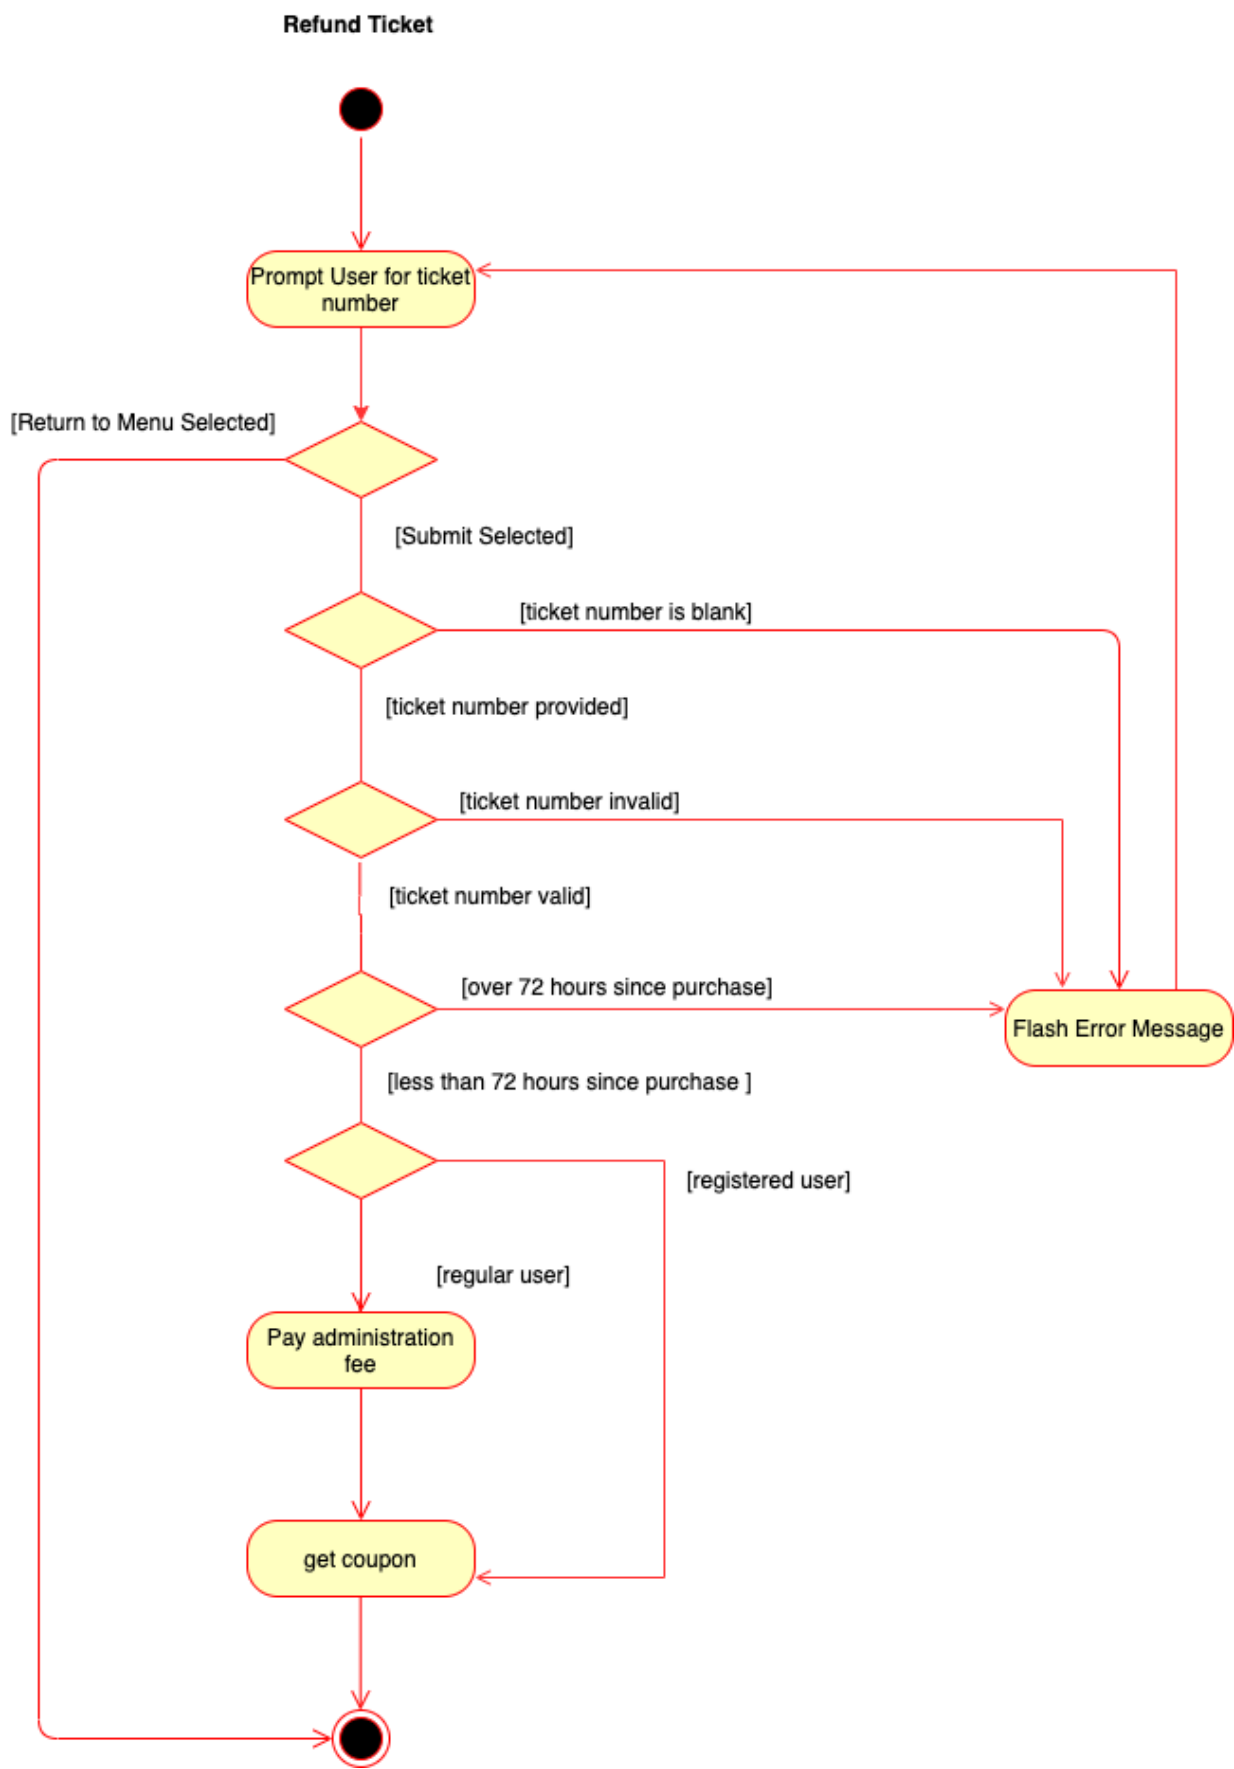 Refund Ticket
Prompt User for ticket
number
[Return to Menu Selected]
[Submit Selected]
[ticket number is blank]
[ticket number provided]
[ticket number invalid]
[ticket number valid]
[over 72 hours since purchase]
Flash Error Message
[less than 72 hours since purchase ]
[registered user]
[regular user]
Pay administration
fee
get coupon